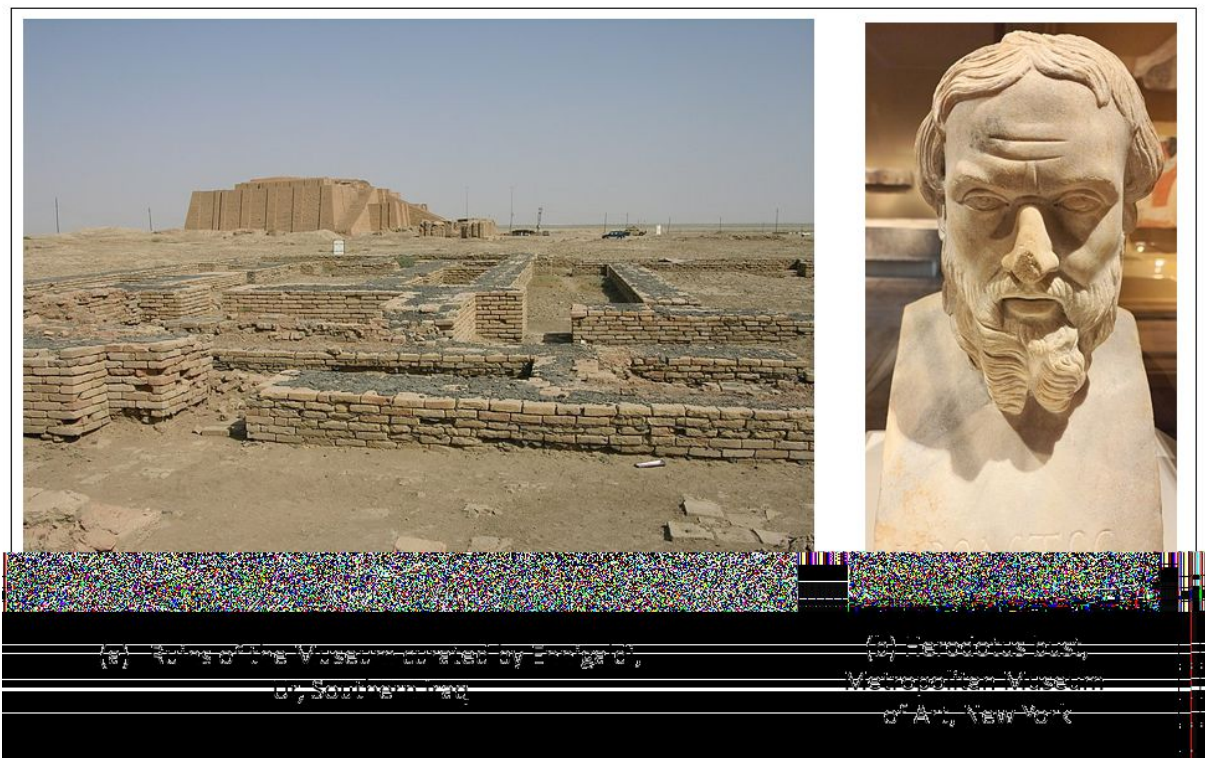 (a) Ruins of the Museum curated by Ennigaldi,
Ur, Southern Iraq
(b) Herodotus bust,
Metropolitan Museum
of Art, New York